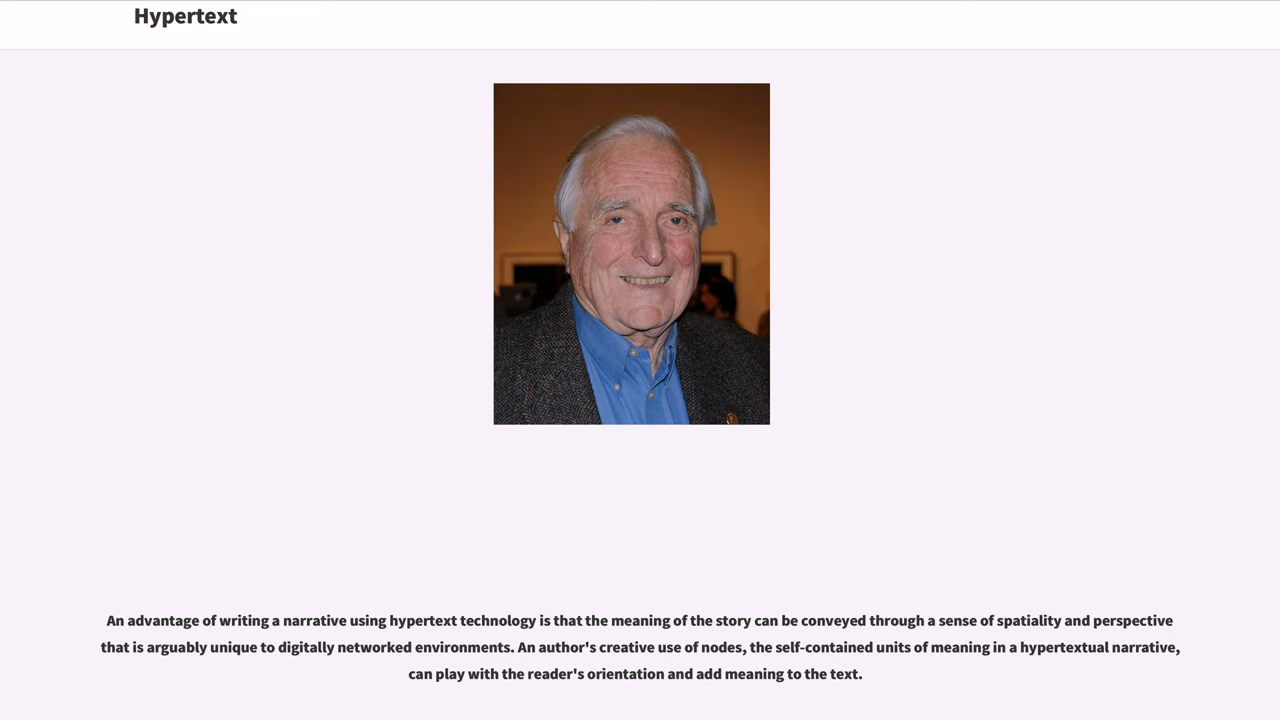 Hypertext
An advantage of writing a narrative using hypertext technology is that the meaning of the story can be conveyed through a sense of spatiality and perspective
that is arguably unique to digitally networked environments. An author's creative use of nodes, the self-contained units of meaning in a hypertextual narrative,
can play with the reader's orientation and add meaning to the text.